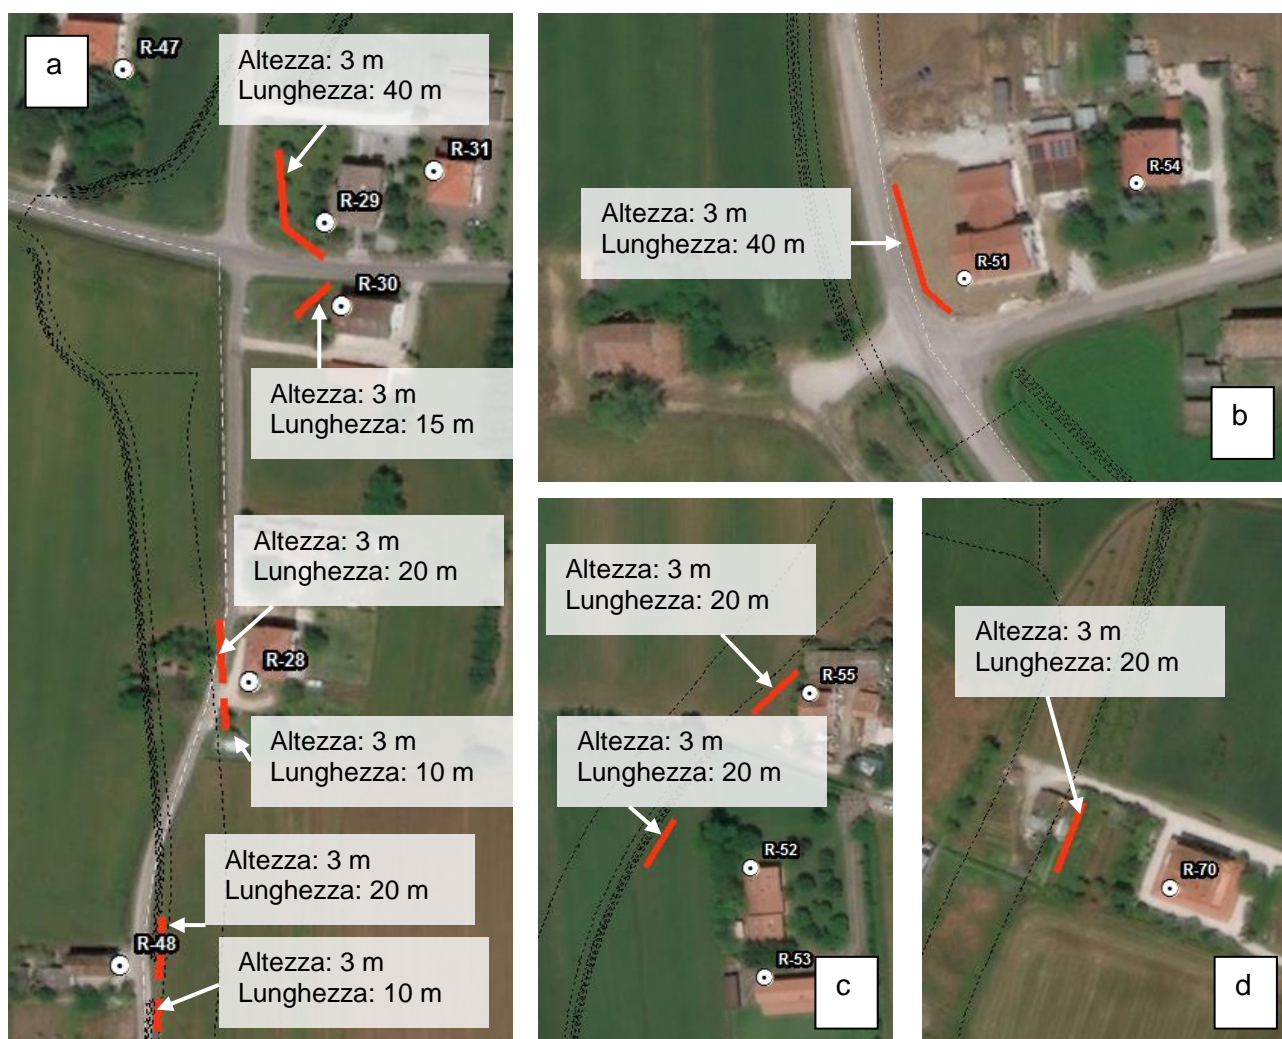 a
R-47
Altezza: 3 m
Lunghezza: 40 m
R-31
R-29
R-30
Altezza: 3 m
Lunghezza: 15 m
Altezza: 3 m
Lunghezza: 20 m
R-28
Altezza: 3 m
Lunghezza: 10 m
Altezza: 3 m
Lunghezza: 20 m
R-48
Altezza: 3 m
Lunghezza: 10 m
R-54
Altezza: 3 m
Lunghezza: 40 m
R-51
b
Altezza: 3 m
Lunghezza: 20 m
R-55
Altezza: 3 m
Lunghezza: 20 m
R-52
R-53
c
Altezza: 3 m
Lunghezza: 20 m
R-70
d